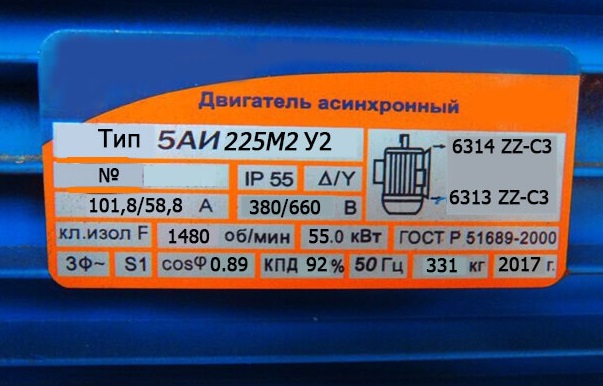 Двигатель асинхронный
Тип 5АИ 225М2 У2
6314 ZZ-C3
№ IP 55 Δ/Y
6313 ZZ-C3
101,8/58,8 А 380/660 В
кл.изол F 1480 об/мин 55.0 кВт ГОСТ Р 51689-2000
3Ф~ S1 cosφ 0.89 КПД 92% 50 Гц 331 кг 2017 г.